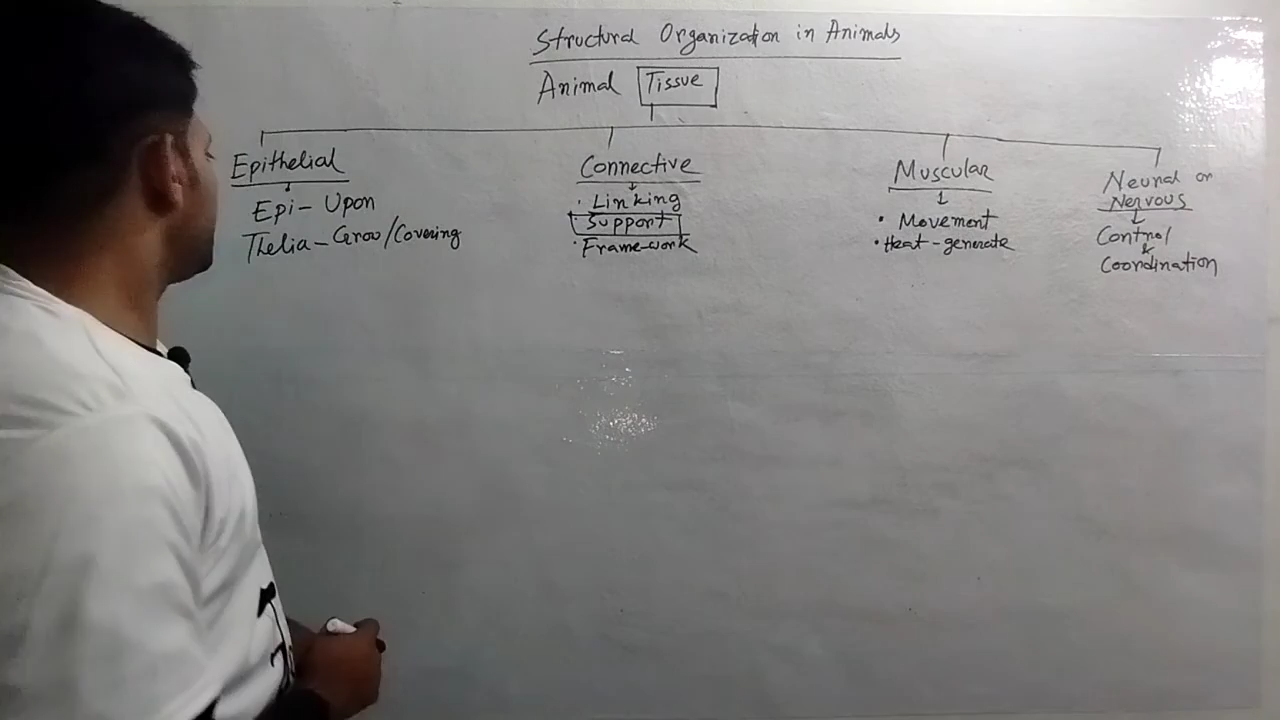 Structural Organization in Animals
Animal Tissue
Epithelial
Epi- Upon
Thelia- Grow/Covering
Connective
· Linking
· Support
· Frame-work
Muscular
· Movement
· Heat-generate
Neural or
Nervous
Control
&
Coordination